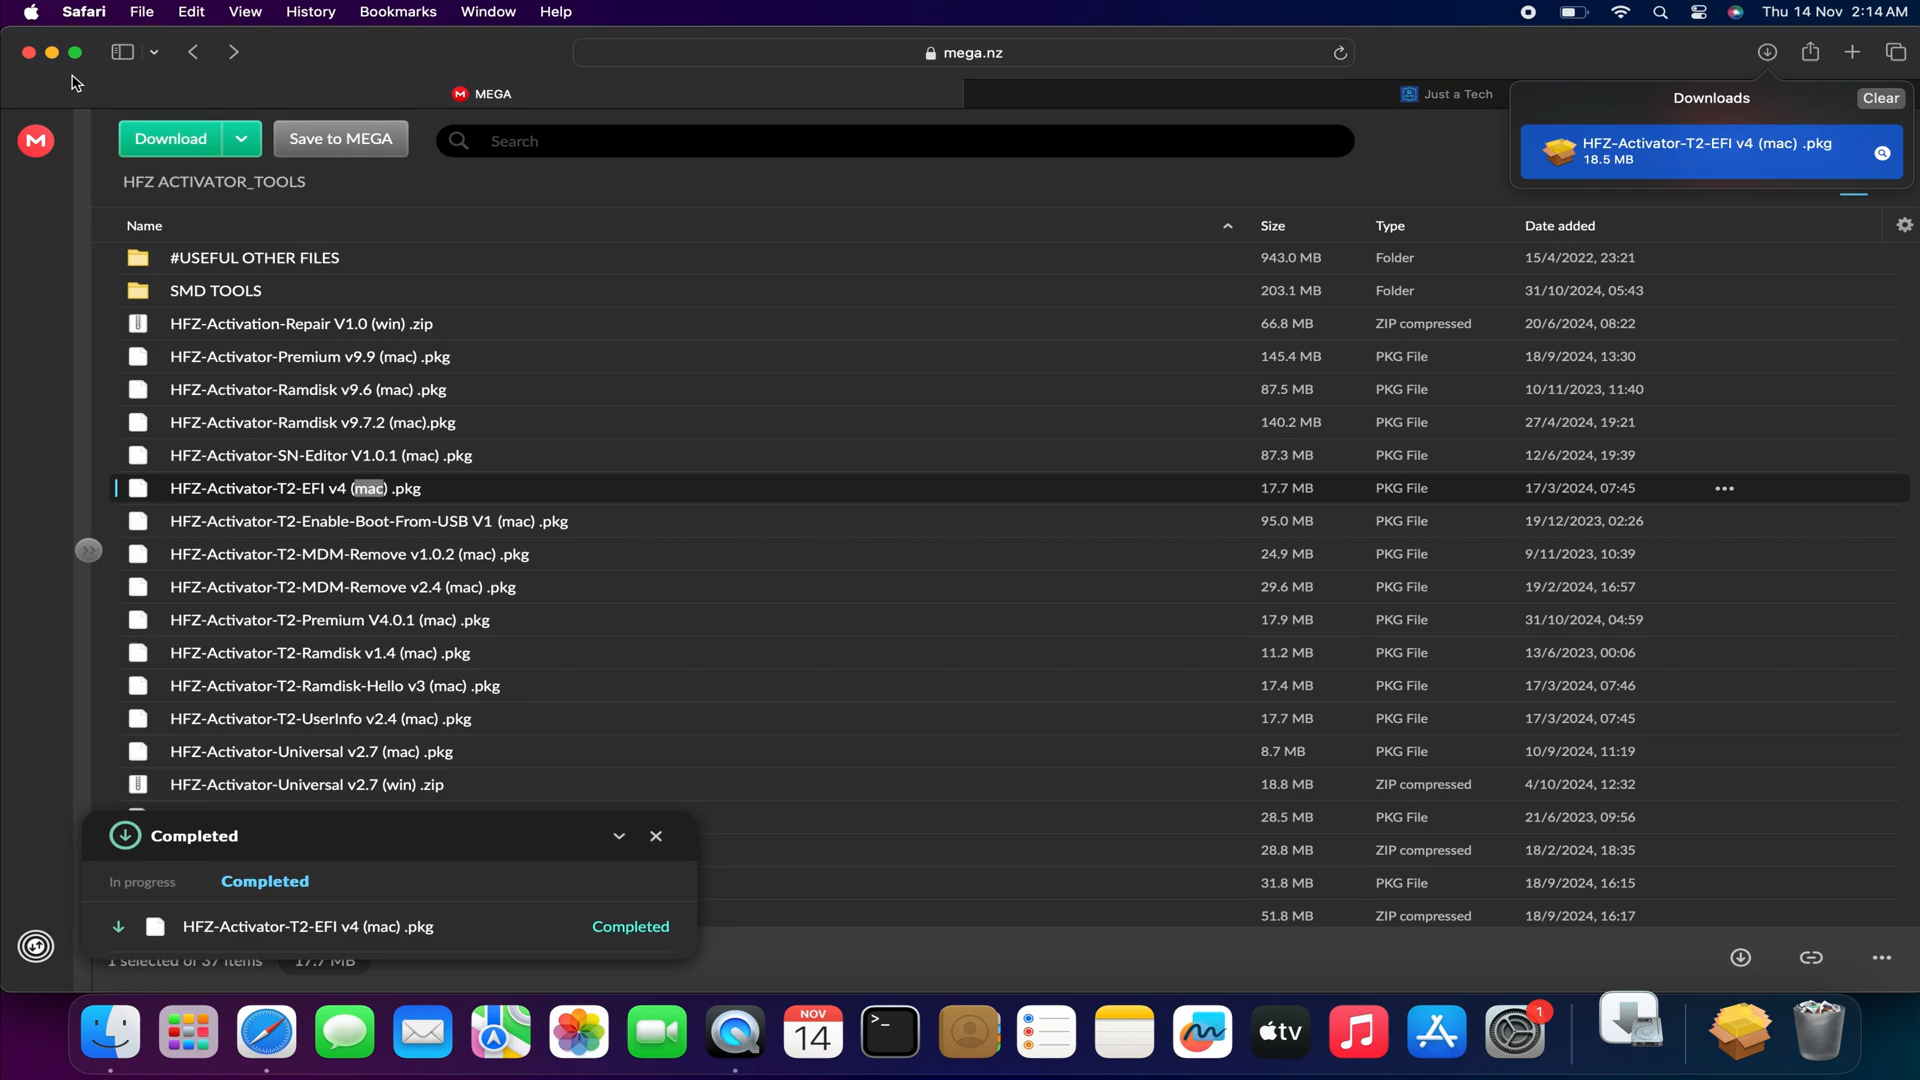 Safari File Edit View History Bookmarks Window Help Thu 14 Nov 2:14 AM
mega.nz
MEGA Just a Tech
Downloads Clear
HFZ-Activator-T2-EFI v4 (mac) .pkg
18.5 MB
Download Save to MEGA Search
HFZ ACTIVATOR_TOOLS
Name Size Type Date added
#USEFUL OTHER FILES 943.0 MB Folder 15/4/2022, 23:21
SMD TOOLS 203.1 MB Folder 31/10/2024, 05:43
HFZ-Activation-Repair V1.0 (win) .zip 66.8 MB ZIP compressed 20/6/2024, 08:22
HFZ-Activator-Premium v9.9 (mac) .pkg 145.4 MB PKG File 18/9/2024, 13:30
HFZ-Activator-Ramdisk v9.6 (mac) .pkg 87.5 MB PKG File 10/11/2023, 11:40
HFZ-Activator-Ramdisk v9.7.2 (mac).pkg 140.2 MB PKG File 27/4/2024, 19:21
HFZ-Activator-SN-Editor V1.0.1 (mac) .pkg 87.3 MB PKG File 12/6/2024, 19:39
HFZ-Activator-T2-EFI v4 (mac) .pkg 17.7 MB PKG File 17/3/2024, 07:45
HFZ-Activator-T2-Enable-Boot-From-USB V1 (mac) .pkg 95.0 MB PKG File 19/12/2023, 02:26
HFZ-Activator-T2-MDM-Remove v1.0.2 (mac) .pkg 24.9 MB PKG File 9/11/2023, 10:39
HFZ-Activator-T2-MDM-Remove v2.4 (mac) .pkg 29.6 MB PKG File 19/2/2024, 16:57
HFZ-Activator-T2-Premium V4.0.1 (mac) .pkg 17.9 MB PKG File 31/10/2024, 04:59
HFZ-Activator-T2-Ramdisk v1.4 (mac) .pkg 11.2 MB PKG File 13/6/2023, 00:06
HFZ-Activator-T2-Ramdisk-Hello v3 (mac) .pkg 17.4 MB PKG File 17/3/2024, 07:46
HFZ-Activator-T2-UserInfo v2.4 (mac) .pkg 17.7 MB PKG File 17/3/2024, 07:45
HFZ-Activator-Universal v2.7 (mac) .pkg 8.7 MB PKG File 10/9/2024, 11:19
HFZ-Activator-Universal v2.7 (win) .zip 18.8 MB ZIP compressed 4/10/2024, 12:32
28.5 MB PKG File 21/6/2023, 09:56
Completed 28.8 MB ZIP compressed 18/2/2024, 18:35
In progress Completed 31.8 MB PKG File 18/9/2024, 16:15
51.8 MB ZIP compressed 18/9/2024, 16:17
HFZ-Activator-T2-EFI v4 (mac) .pkg Completed
1 selected of 37 items 17.7 MB
NOV
14
tv
1